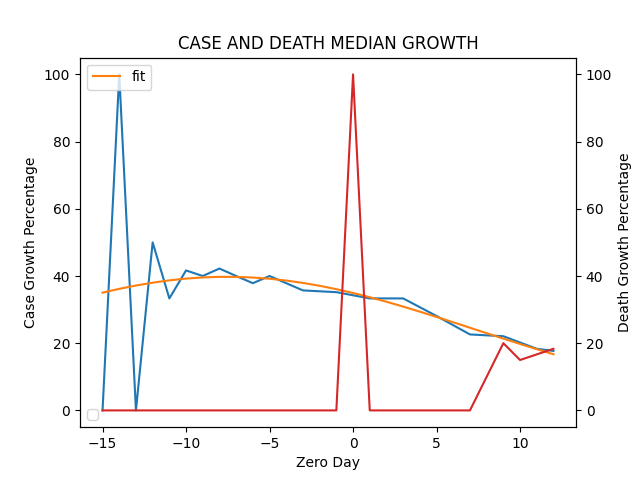 CASE AND DEATH MEDIAN GROWTH
fit
100
80
60
40
20
0
Case Growth Percentage
100
80
60
40
20
0
Death Growth Percentage
−15 −10 −5 0 5 10
Zero Day